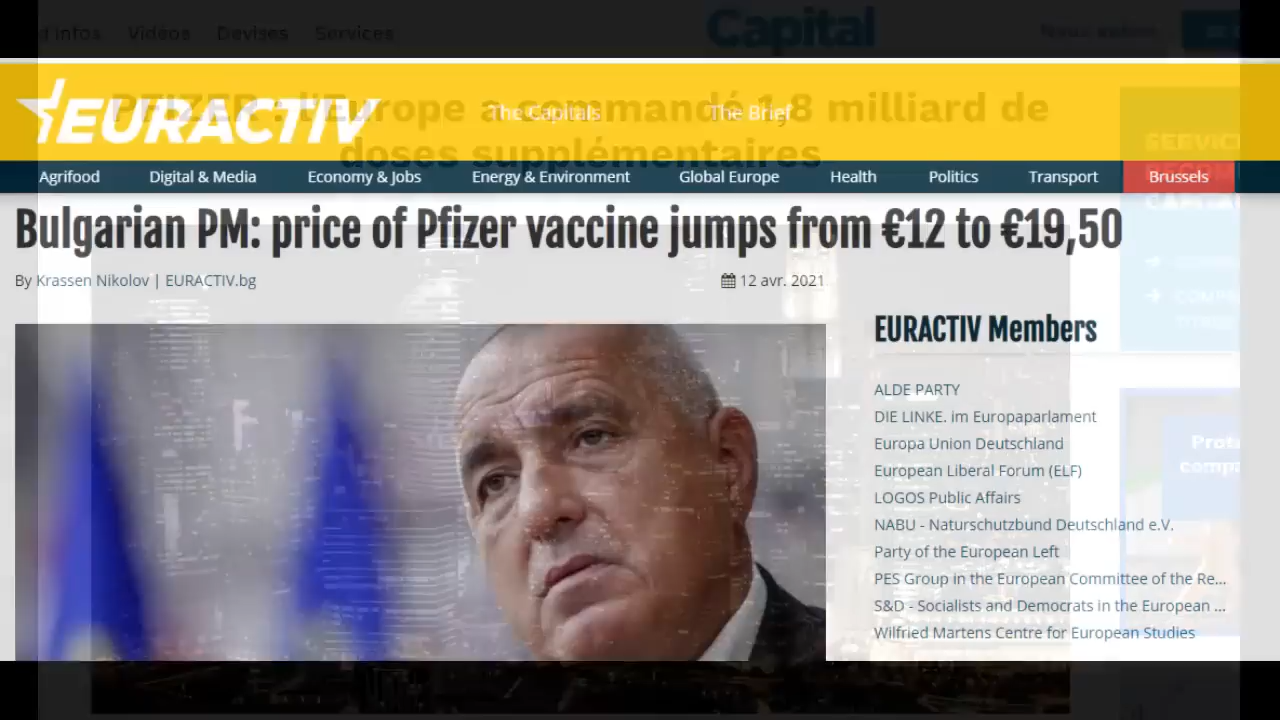 d'infos Vidéos Devises Services Capital
EURACTIV The Capitals The Brief
PFIZER : l'Europe a commandé 1,8 milliard de
doses supplémentaires
Agrifood Digital & Media Economy & Jobs Energy & Environment Global Europe Health Politics Transport Brussels
Bulgarian PM: price of Pfizer vaccine jumps from €12 to €19,50
By Krassen Nikolov | EURACTIV.bg 12 avr. 2021
EURACTIV Members
ALDE PARTY
DIE LINKE. im Europaparlament
Europa Union Deutschland
European Liberal Forum (ELF)
LOGOS Public Affairs
NABU - Naturschutzbund Deutschland e.V.
Party of the European Left
PES Group in the European Committee of the Re...
S&D - Socialists and Democrats in the European ...
Wilfried Martens Centre for European Studies